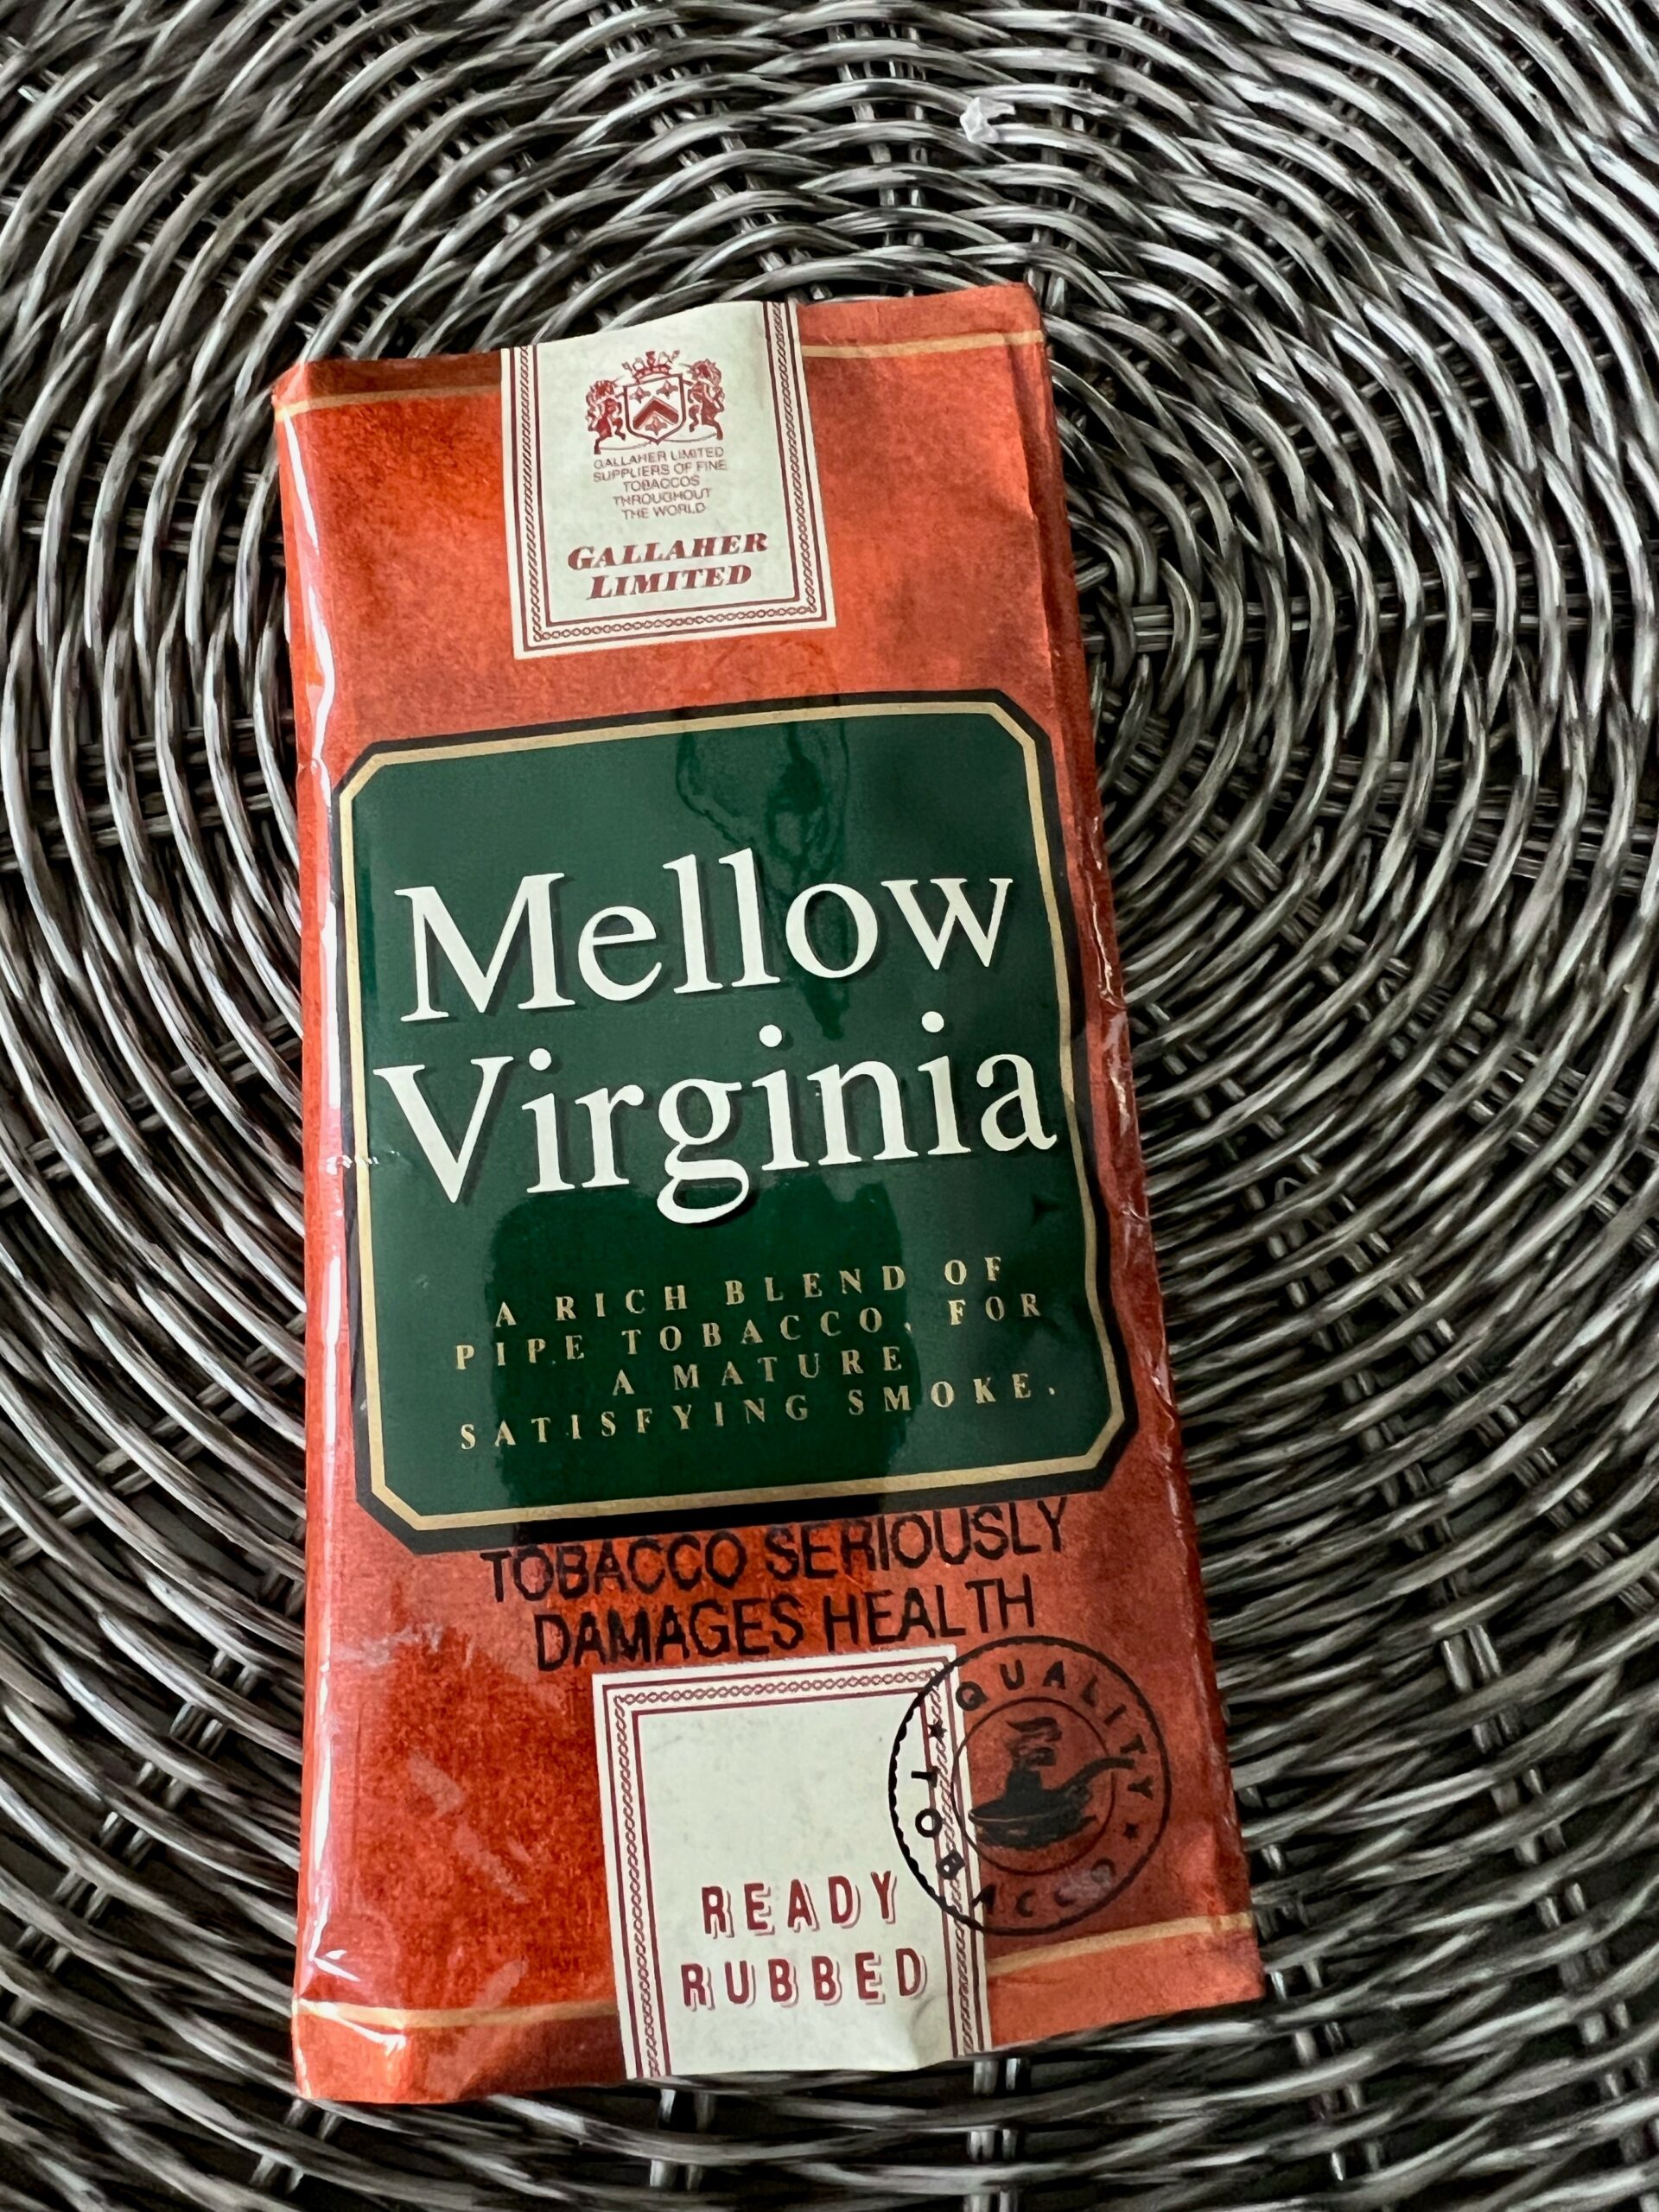 GALLAHER LIMITED
SUPPLIERS OF FINE
TOBACCOS
THROUGHOUT
THE WORLD
GALLAHER
LIMITED
Mellow
Virginia
A RICH BLEND OF
PIPE TOBACCO, FOR
A MATURE
SATISFYING SMOKE.
TOBACCO SERIOUSLY
DAMAGES HEALTH
QUALITY
TOBACCO
READY
RUBBED